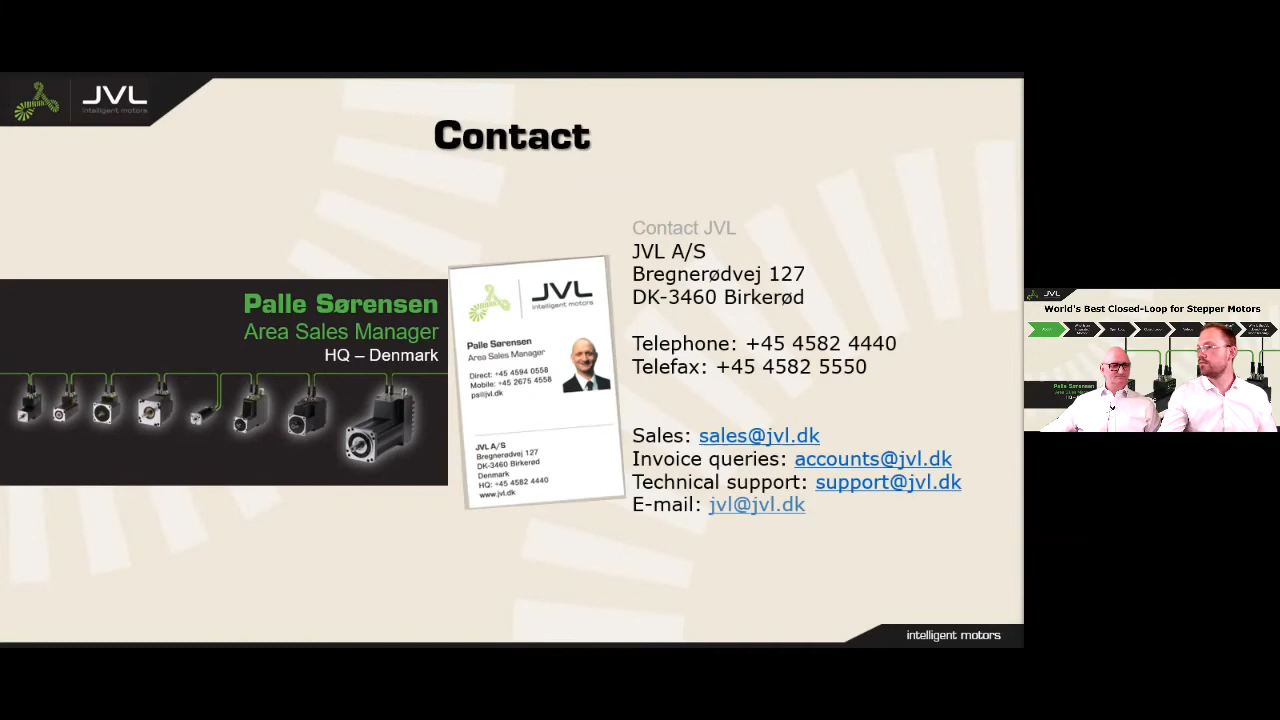 JVL
intelligent motors
Contact
Palle Sørensen
Area Sales Manager
HQ – Denmark
JVL
intelligent motors
Palle Sørensen
Area Sales Manager
Direct: +45 4594 0558
Mobile: +45 2675 4558
ps@jvl.dk
JVL A/S
Bregnerødvej 127
DK-3460 Birkerød
Denmark
HQ: +45 4582 4440
www.jvl.dk
Contact JVL
JVL A/S
Bregnerødvej 127
DK-3460 Birkerød
Telephone: +45 4582 4440
Telefax: +45 4582 5550
Sales: sales@jvl.dk
Invoice queries: accounts@jvl.dk
Technical support: support@jvl.dk
E-mail: jvl@jvl.dk
intelligent motors
JVL
World's Best Closed-Loop for Stepper Motors
Palle Sørensen